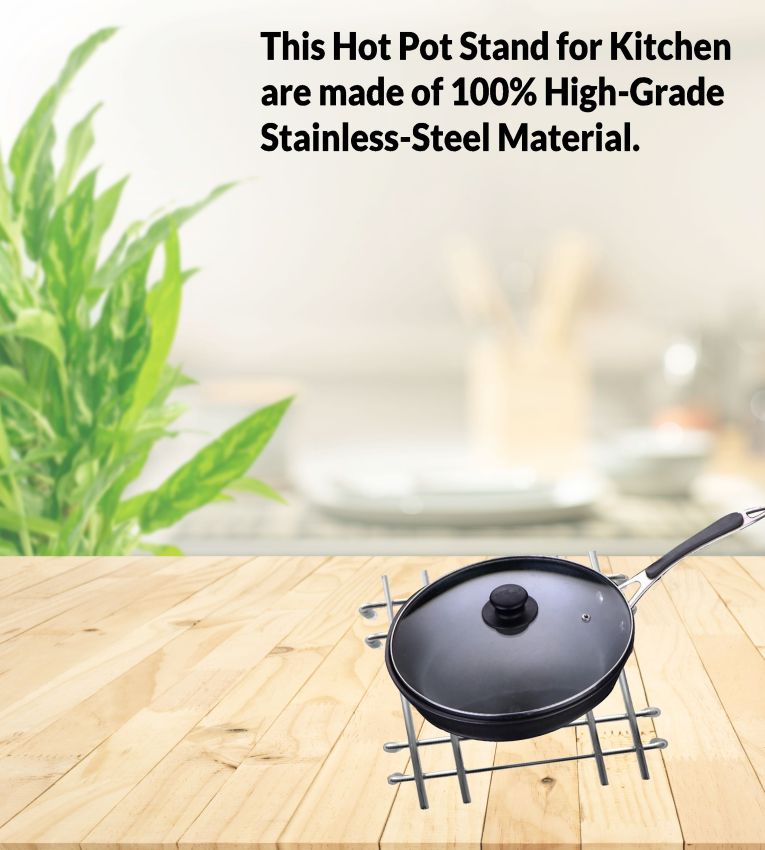 This Hot Pot Stand for Kitchen
are made of 100% High-Grade
Stainless-Steel Material.